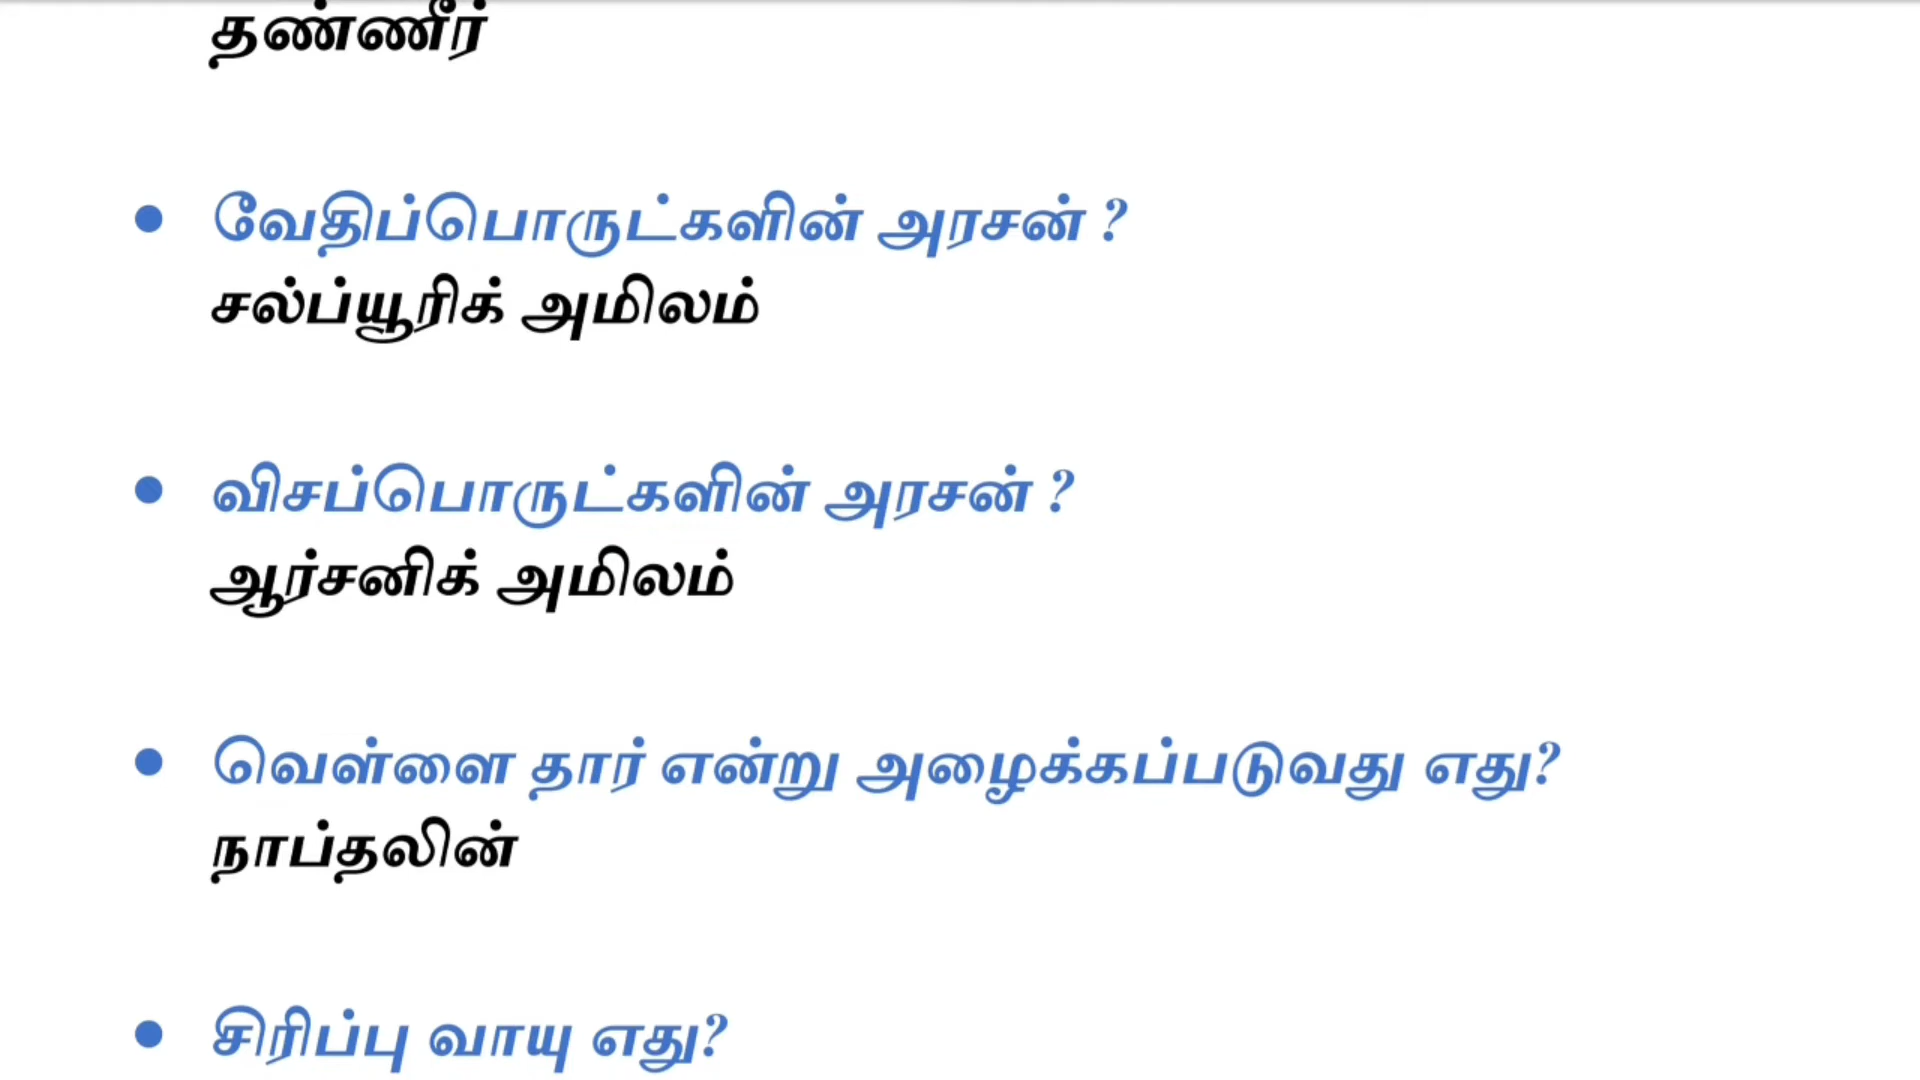 தண்ணீர்
• வேதிப்பொருட்களின் அரசன் ?
சல்ப்யூரிக் அமிலம்
• விசப்பொருட்களின் அரசன் ?
ஆர்சனிக் அமிலம்
• வெள்ளை தார் என்று அழைக்கப்படுவது எது?
நாப்தலின்
• சிரிப்பு வாயு எது?